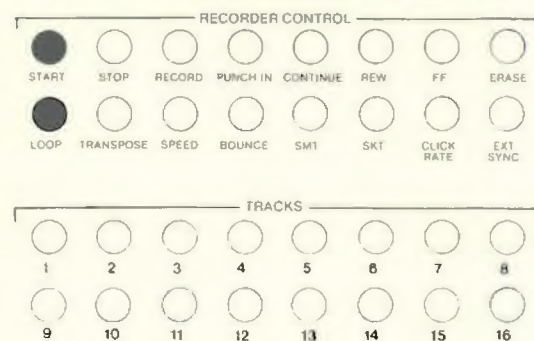 RECORDER CONTROL
START STOP RECORD PUNCH IN CONTINUE REW FF ERASE
LOOP TRANSPOSE SPEED BOUNCE SMT SKT CLICK RATE EXT SYNC
TRACKS
1 2 3 4 5 6 7 8
9 10 11 12 13 14 15 16